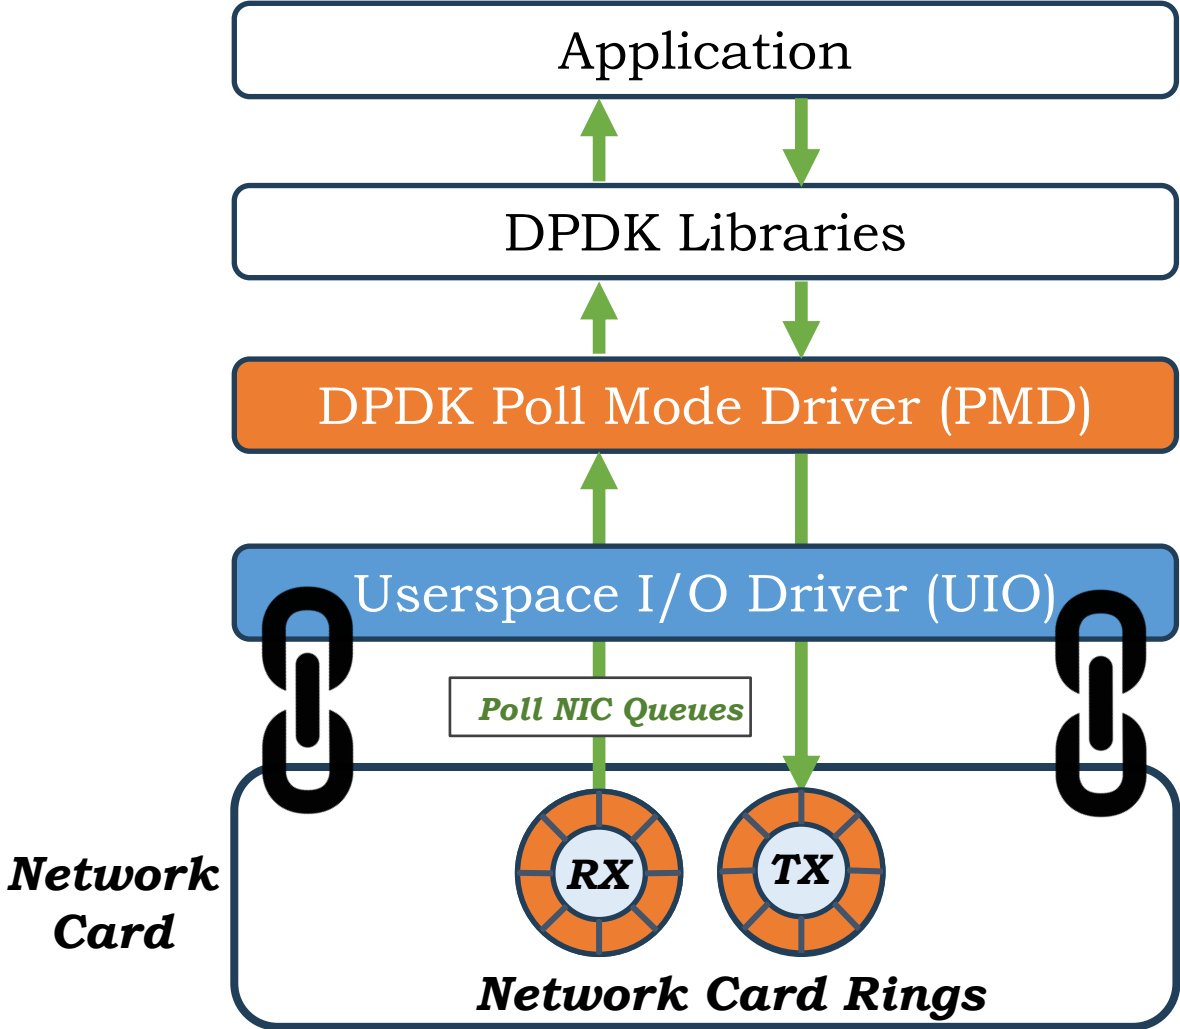 Application
DPDK Libraries
DPDK Poll Mode Driver (PMD)
Userspace I/O Driver (UIO)
Poll NIC Queues
RX
TX
Network
Card
Network Card Rings